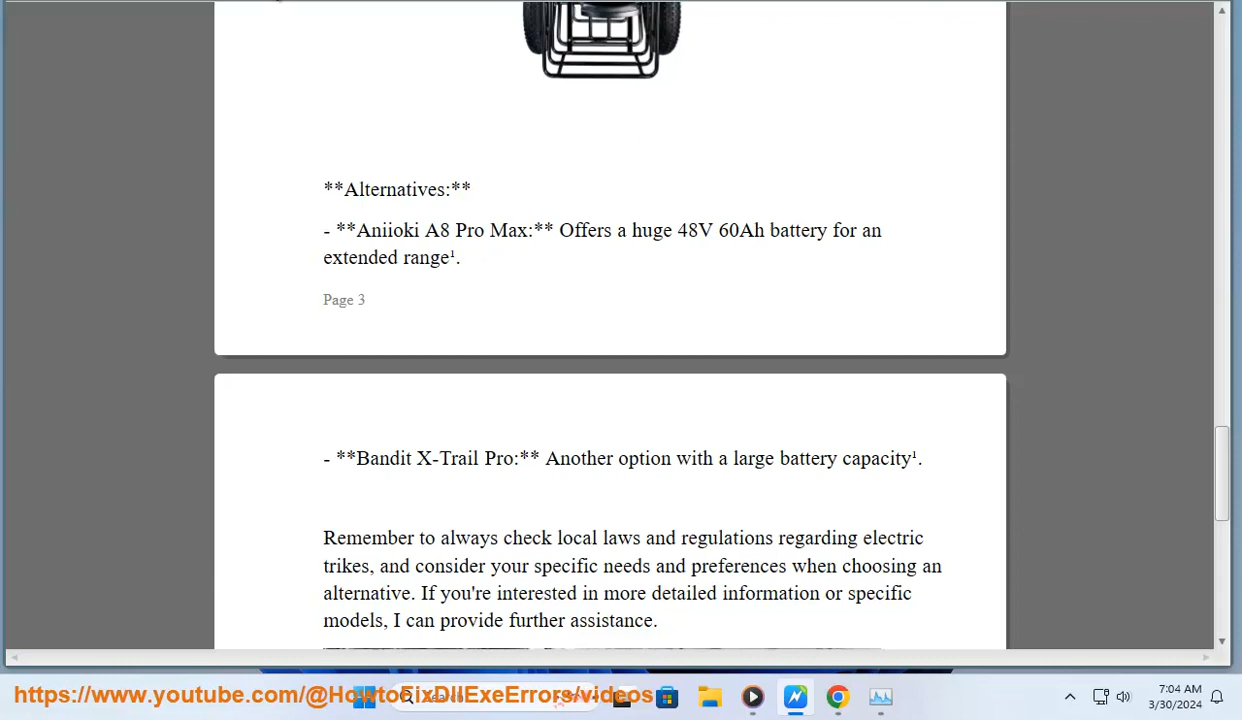 **Alternatives:**
- **Aniioki A8 Pro Max:** Offers a huge 48V 60Ah battery for an
extended range¹.
Page 3
- **Bandit X-Trail Pro:** Another option with a large battery capacity¹.
Remember to always check local laws and regulations regarding electric
trikes, and consider your specific needs and preferences when choosing an
alternative. If you're interested in more detailed information or specific
models, I can provide further assistance.
https://www.youtube.com/@HowtoFixDllExeErrors/videos
7:04 AM
3/30/2024